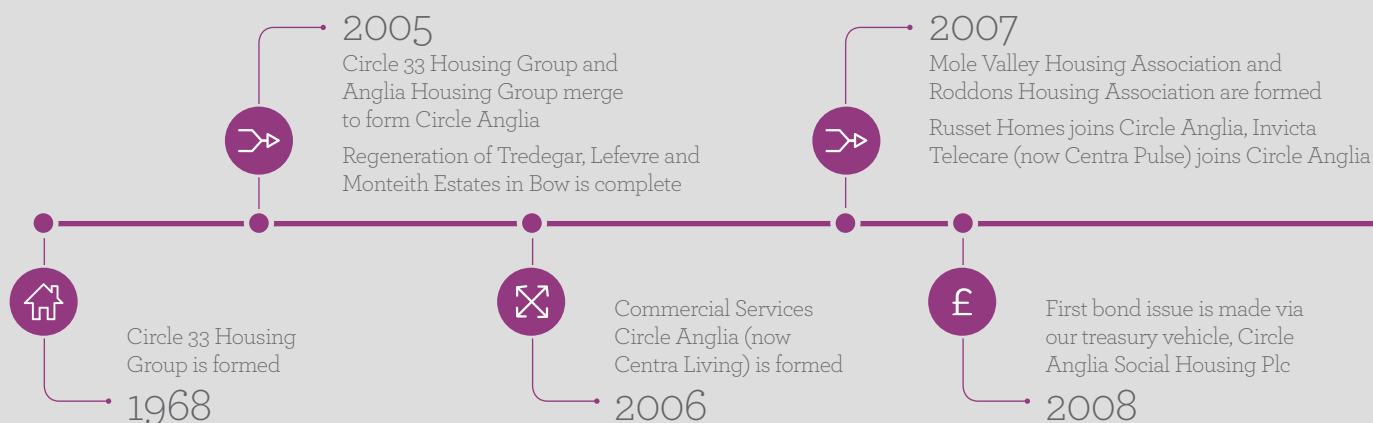 2005
Circle 33 Housing Group and
Anglia Housing Group merge
to form Circle Anglia
Regeneration of Tredegar, Lefevre and
Monteith Estates in Bow is complete
2007
Mole Valley Housing Association and
Roddons Housing Association are formed
Russet Homes joins Circle Anglia, Invicta
Telecare (now Centra Pulse) joins Circle Anglia
Circle 33 Housing
Group is formed
1968
Commercial Services
Circle Anglia (now
Centra Living) is formed
2006
£
First bond issue is made via
our treasury vehicle, Circle
Anglia Social Housing Plc
2008